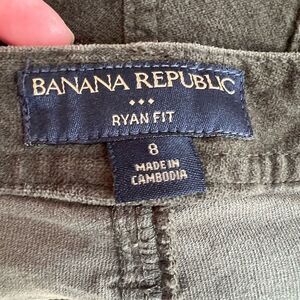 BANANA REPUBLIC
RYAN FIT
8
MADE IN
CAMBODIA